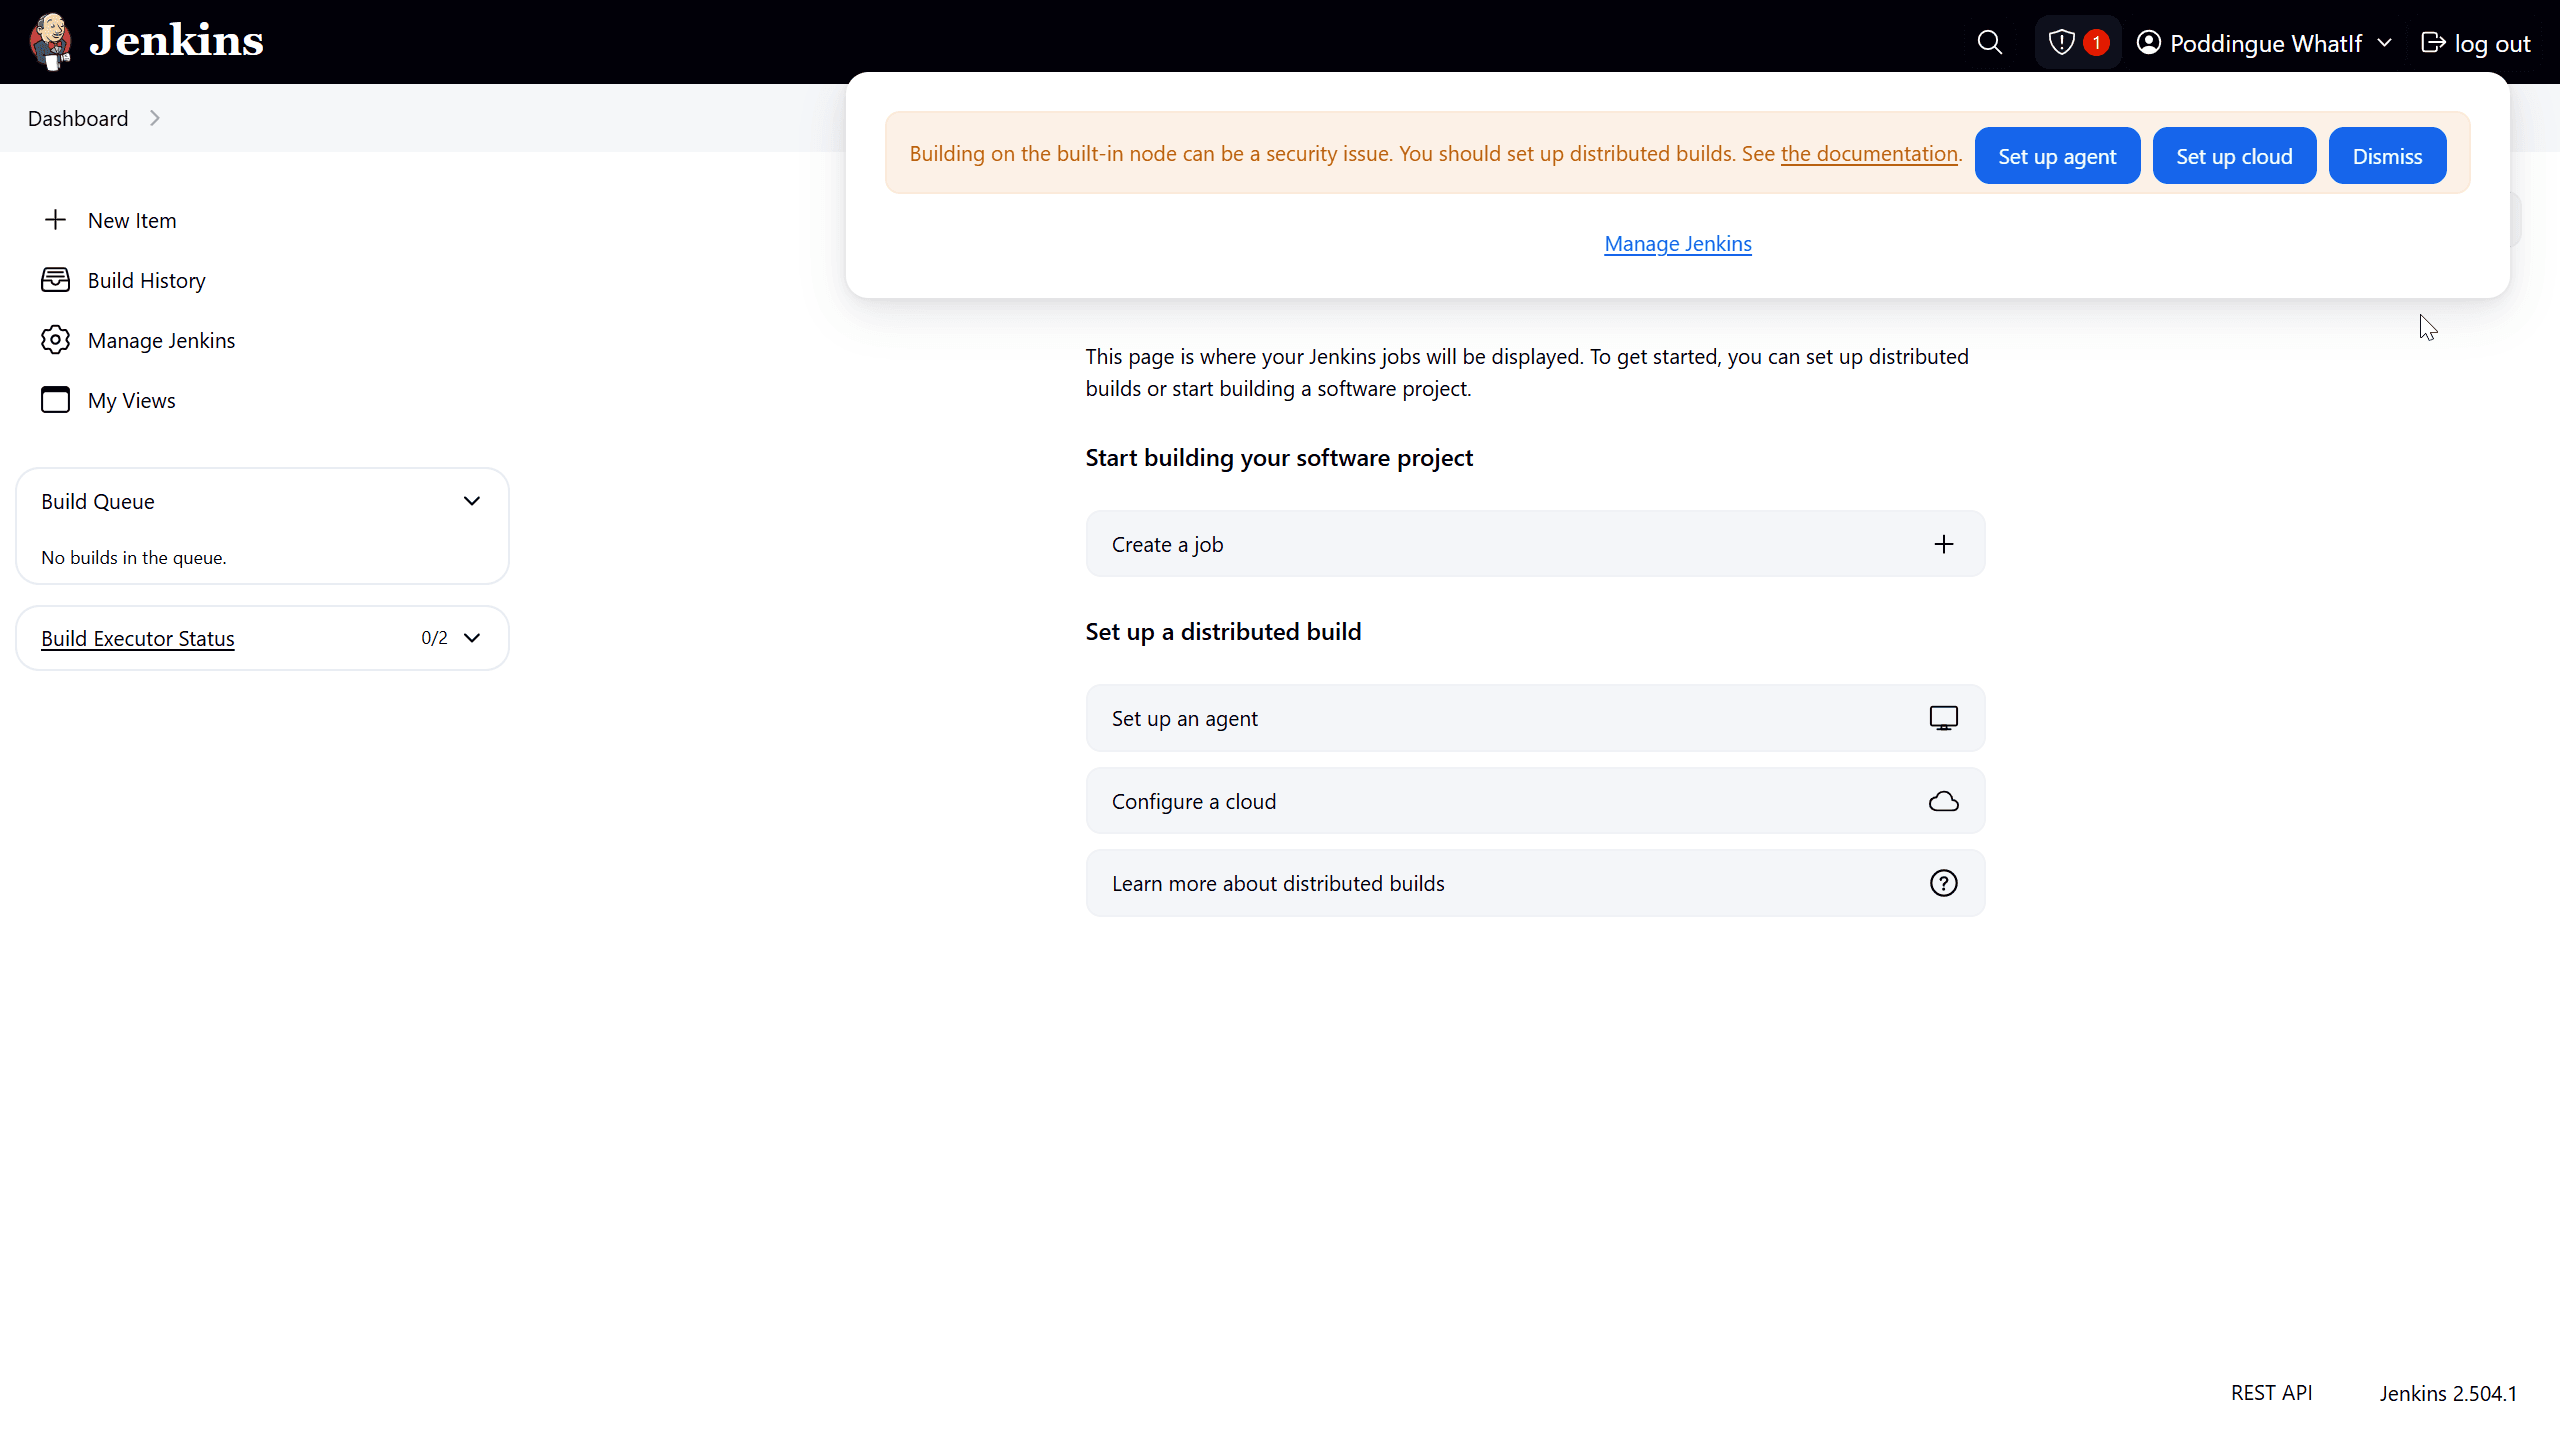 Jenkins
1
Poddingue WhatIf
log out
Dashboard
Building on the built-in node can be a security issue. You should set up distributed builds. See the documentation.
Set up agent
Set up cloud
Dismiss
Manage Jenkins
New Item
Build History
Manage Jenkins
My Views
Build Queue
No builds in the queue.
Build Executor Status
0/2
This page is where your Jenkins jobs will be displayed. To get started, you can set up distributed
builds or start building a software project.
Start building your software project
Create a job
Set up a distributed build
Set up an agent
Configure a cloud
Learn more about distributed builds
REST API
Jenkins 2.504.1